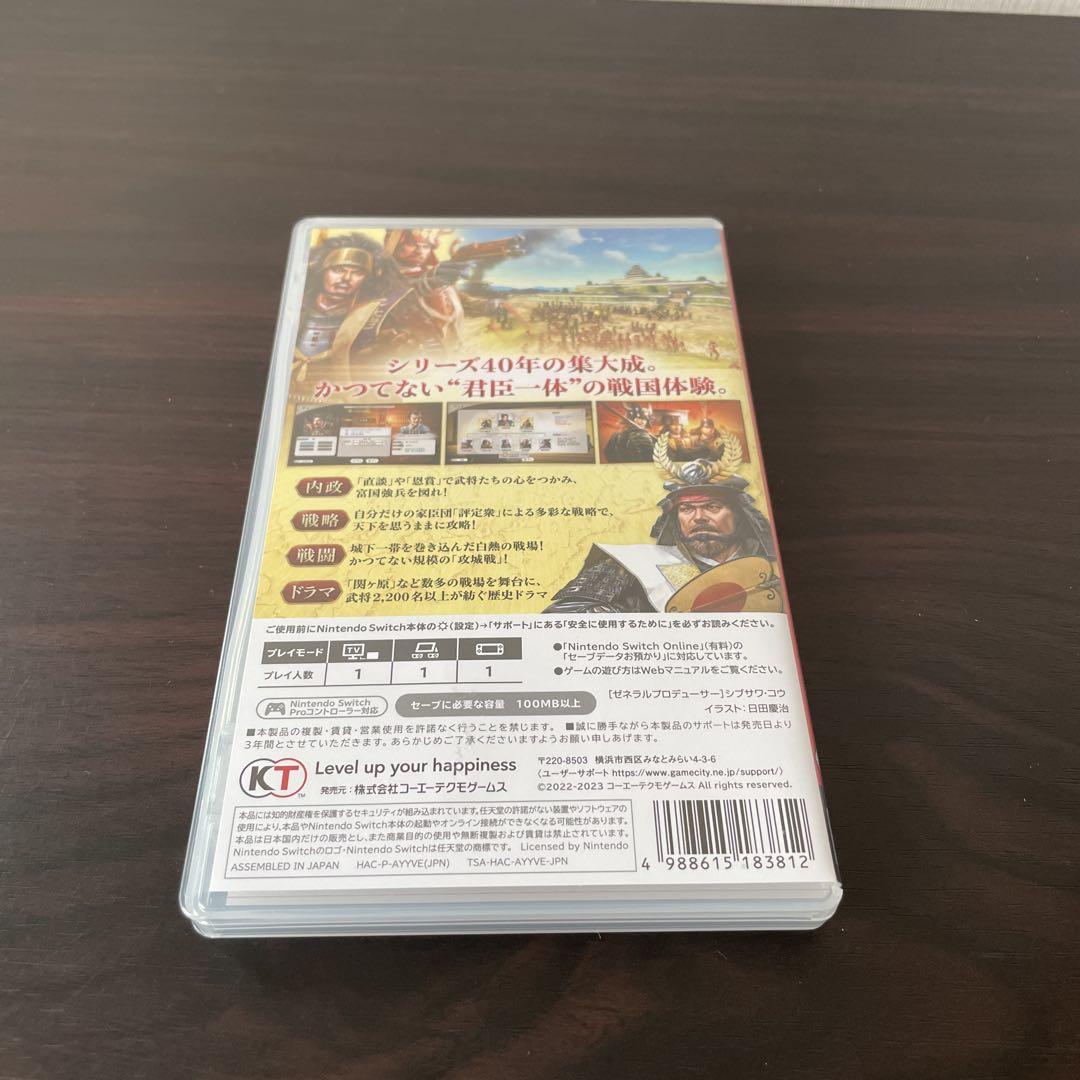 シリーズ40年の集大成。
かつてない“君臣一体”の戦国体験。
内政
「直談」や「恩賞」で武将たちの心をつかみ、
富国強兵を図れ!
戦略
自分だけの家臣団「評定衆」による多彩な戦略で、
天下を思うままに攻略!
戦闘
城下一帯を巻き込んだ白熱の戦場!
かつてない規模の「攻城戦」!
ドラマ
「関ヶ原」など数多の戦場を舞台に、
武将2,200名以上が紡ぐ歴史ドラマ
ご使用前にNintendo Switch本体の(設定)→「サポート」にある「安全に使用するために」を必ずお読みください。
プレイモード TV
プレイ人数 1 1 1
●「Nintendo Switch Online」(有料)の
「セーブデータお預かり」に対応しています。
●ゲームの遊び方はWebマニュアルをご覧ください。
Nintendo Switch
Proコントローラー対応
セーブに必要な容量 100MB以上
[ゼネラルプロデューサー]シブサワ・コウ
イラスト:日田慶治
■本製品の複製・賃貸・営業使用を許諾なく行うことを禁じます。 ■誠に勝手ながら本製品のサポートは発売日より
3年間とさせていただきます。あらかじめご了承くださいますようお願い申しあげます。
KT TM
Level up your happiness
発売元:株式会社コーエーテクモゲームス
〒220-8503 横浜市西区みなとみらい4-3-6
〈ユーザーサポート https://www.gamecity.ne.jp/support/〉
©2022-2023 コーエーテクモゲームス All rights reserved.
本品には知的財産権を保護するセキュリティが組み込まれています。任天堂の許諾がない装置やソフトウェアの
使用により、本品やNintendo Switch本体の起動やオンライン接続ができなくなる可能性があります。
本品は日本国内だけの販売とし、また商業目的の使用や無断複製および賃貸は禁止されています。
Nintendo Switchのロゴ・Nintendo Switchは任天堂の商標です。 Licensed by Nintendo
ASSEMBLED IN JAPAN HAC-P-AYYVE(JPN) TSA-HAC-AYYVE-JPN
4 988615 183812